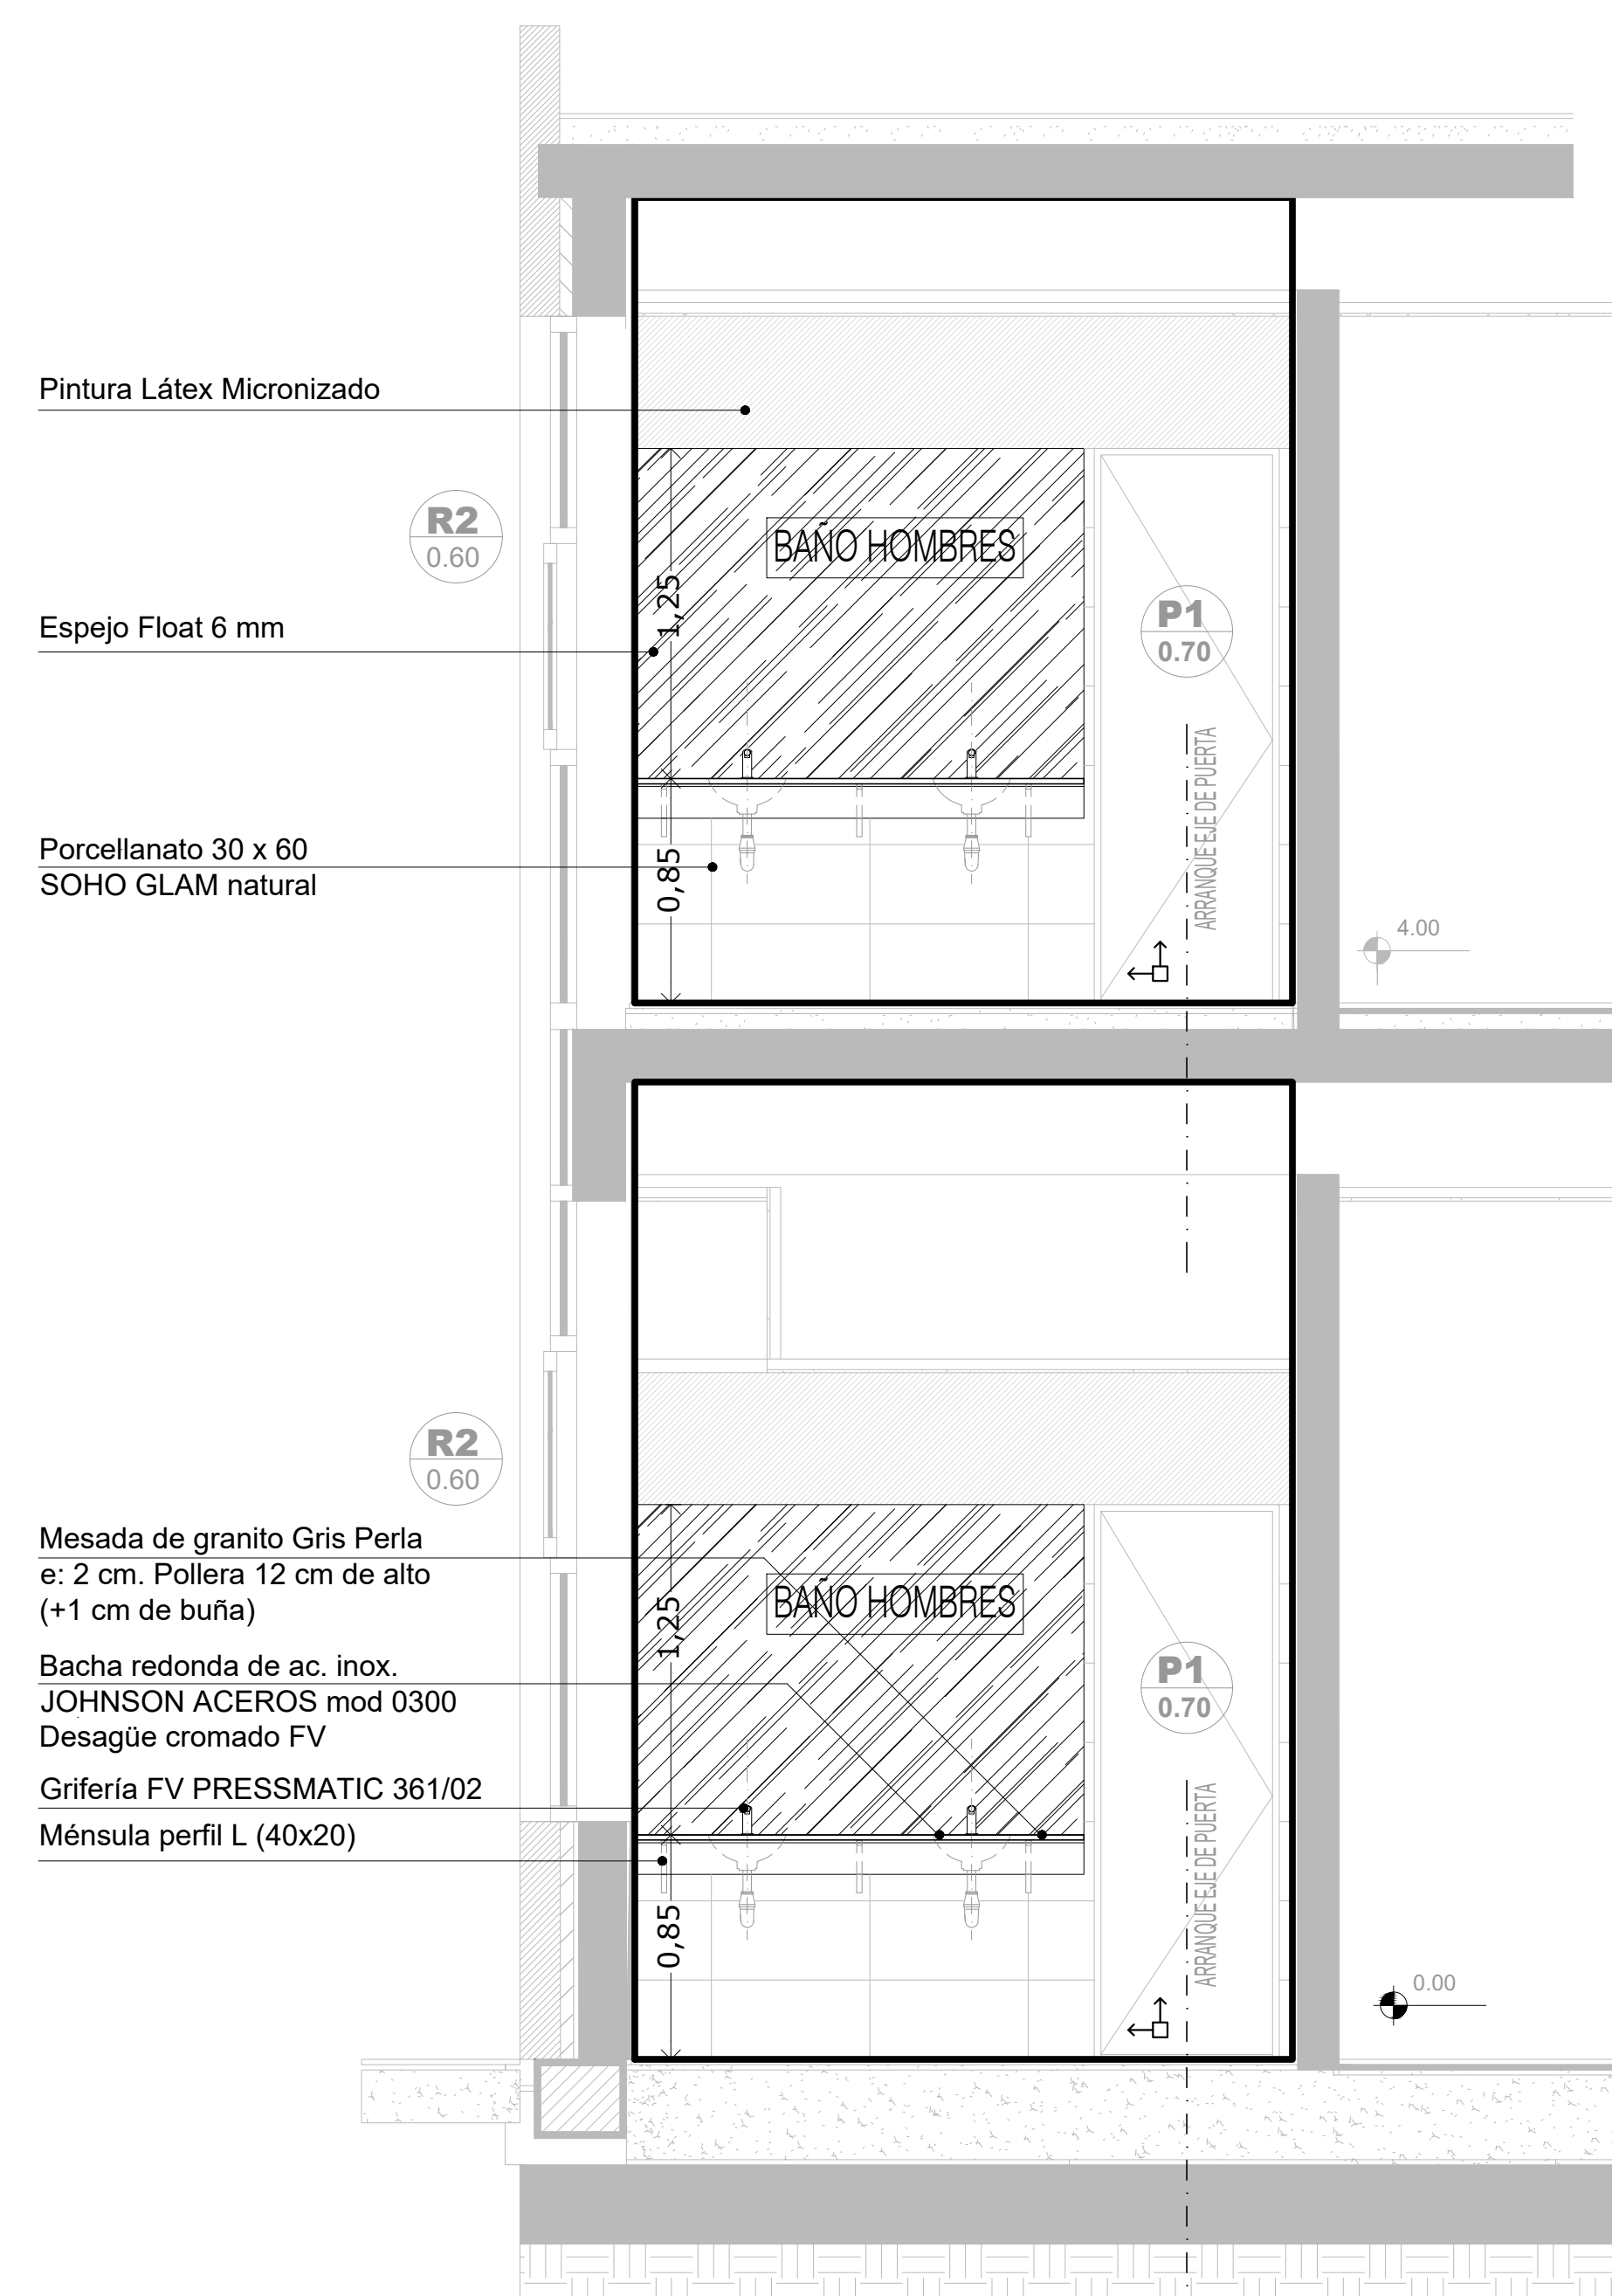 Pintura Látex Micronizado
R2
0.60
BAÑO HOMBRES
1,25
Espejo Float 6 mm
P1
0.70
ARRANQUE EJE DE PUERTA
Porcellanato 30 x 60
SOHO GLAM natural
0,85
4.00
R2
0.60
Mesada de granito Gris Perla
e: 2 cm. Pollera 12 cm de alto
(+1 cm de buña)
BAÑO HOMBRES
1,25
Bacha redonda de ac. inox.
JOHNSON ACEROS mod 0300
Desagüe cromado FV
P1
0.70
Grifería FV PRESSMATIC 361/02
Ménsula perfil L (40x20)
ARRANQUE EJE DE PUERTA
0,85
0.00